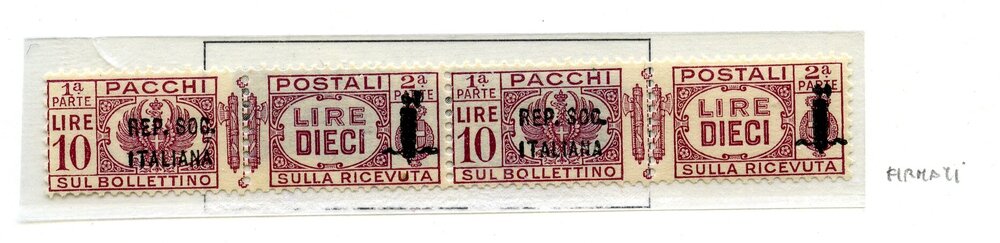 1ª PARTE PACCHI
LIRE 10
REP. SOC.
ITALIANA
SUL BOLLETTINO
POSTALI 2ª PARTE
LIRE
DIECI
SULLA RICEVUTA
1ª PARTE PACCHI
LIRE 10
REP. SOC.
ITALIANA
SUL BOLLETTINO
POSTALI 2ª PARTE
LIRE
DIECI
SULLA RICEVUTA
FIRMATI